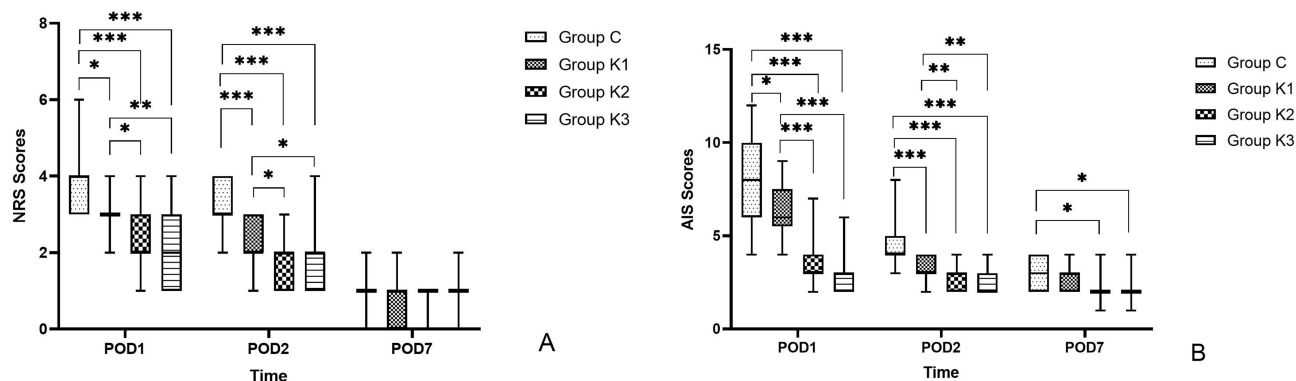 8
6
4
2
0
NRS Scores
***
***
*
**
*
***
***
***
*
*
POD1 POD2 POD7
Time
Group C
Group K1
Group K2
Group K3
A
15
10
5
0
AIS Scores
***
***
*
***
***
**
**
***
***
***
*
*
POD1 POD2 POD7
Time
Group C
Group K1
Group K2
Group K3
B